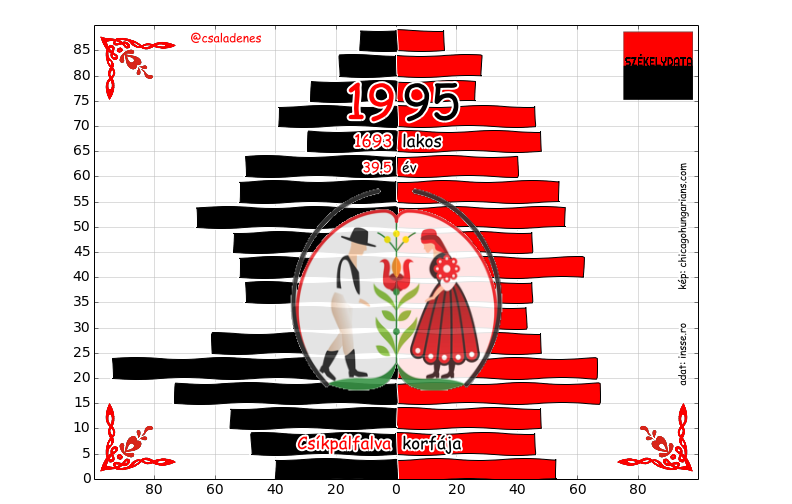 @csaladenes
SZÉKELYDATA
1995
1693 lakos
39.5 év
kép: chicagohungarians.com
adat: insse.ro
Csíkpálfalva korfája
85
80
75
70
65
60
55
50
45
40
35
30
25
20
15
10
5
0
80 60 40 20 0 20 40 60 80